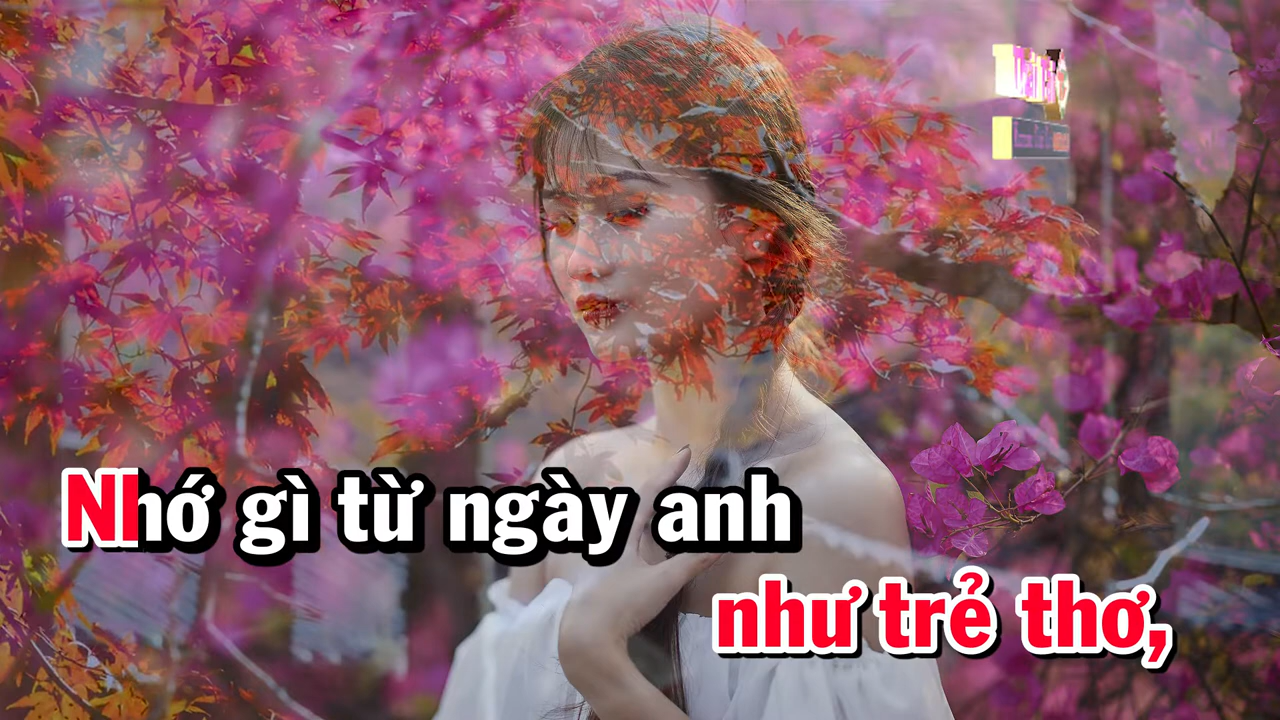 Nhớ gì từ ngày anh
như trẻ thơ,